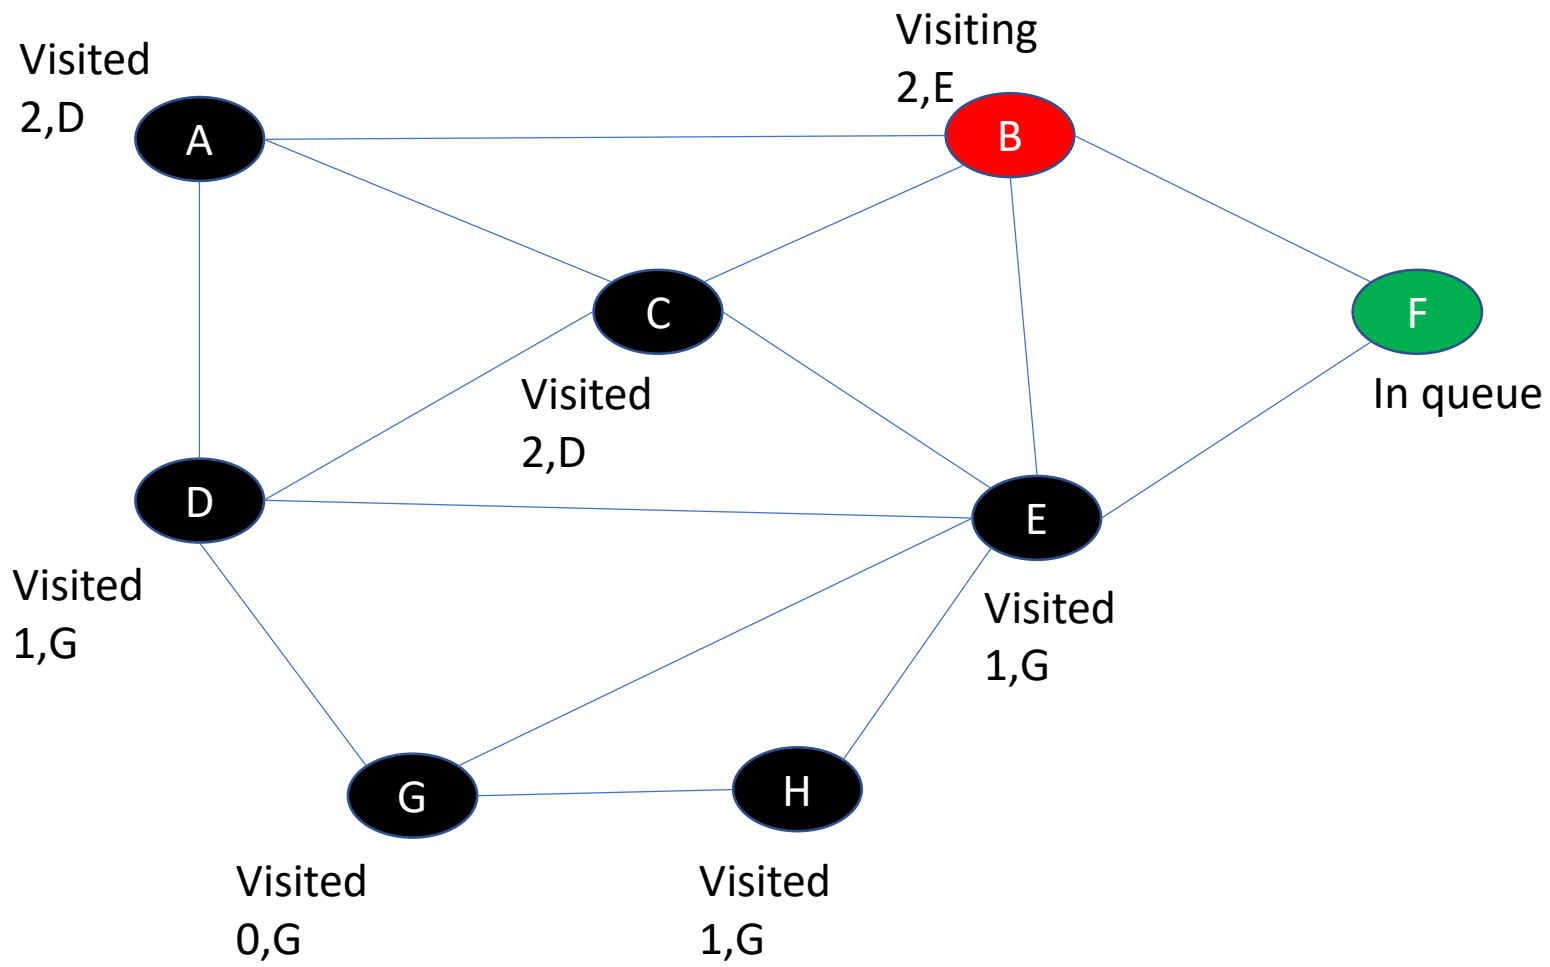 Visiting
2,E
Visited
2,D
A
B
C
F
Visited
2,D
In queue
D
E
Visited
1,G
Visited
1,G
G
H
Visited
0,G
Visited
1,G